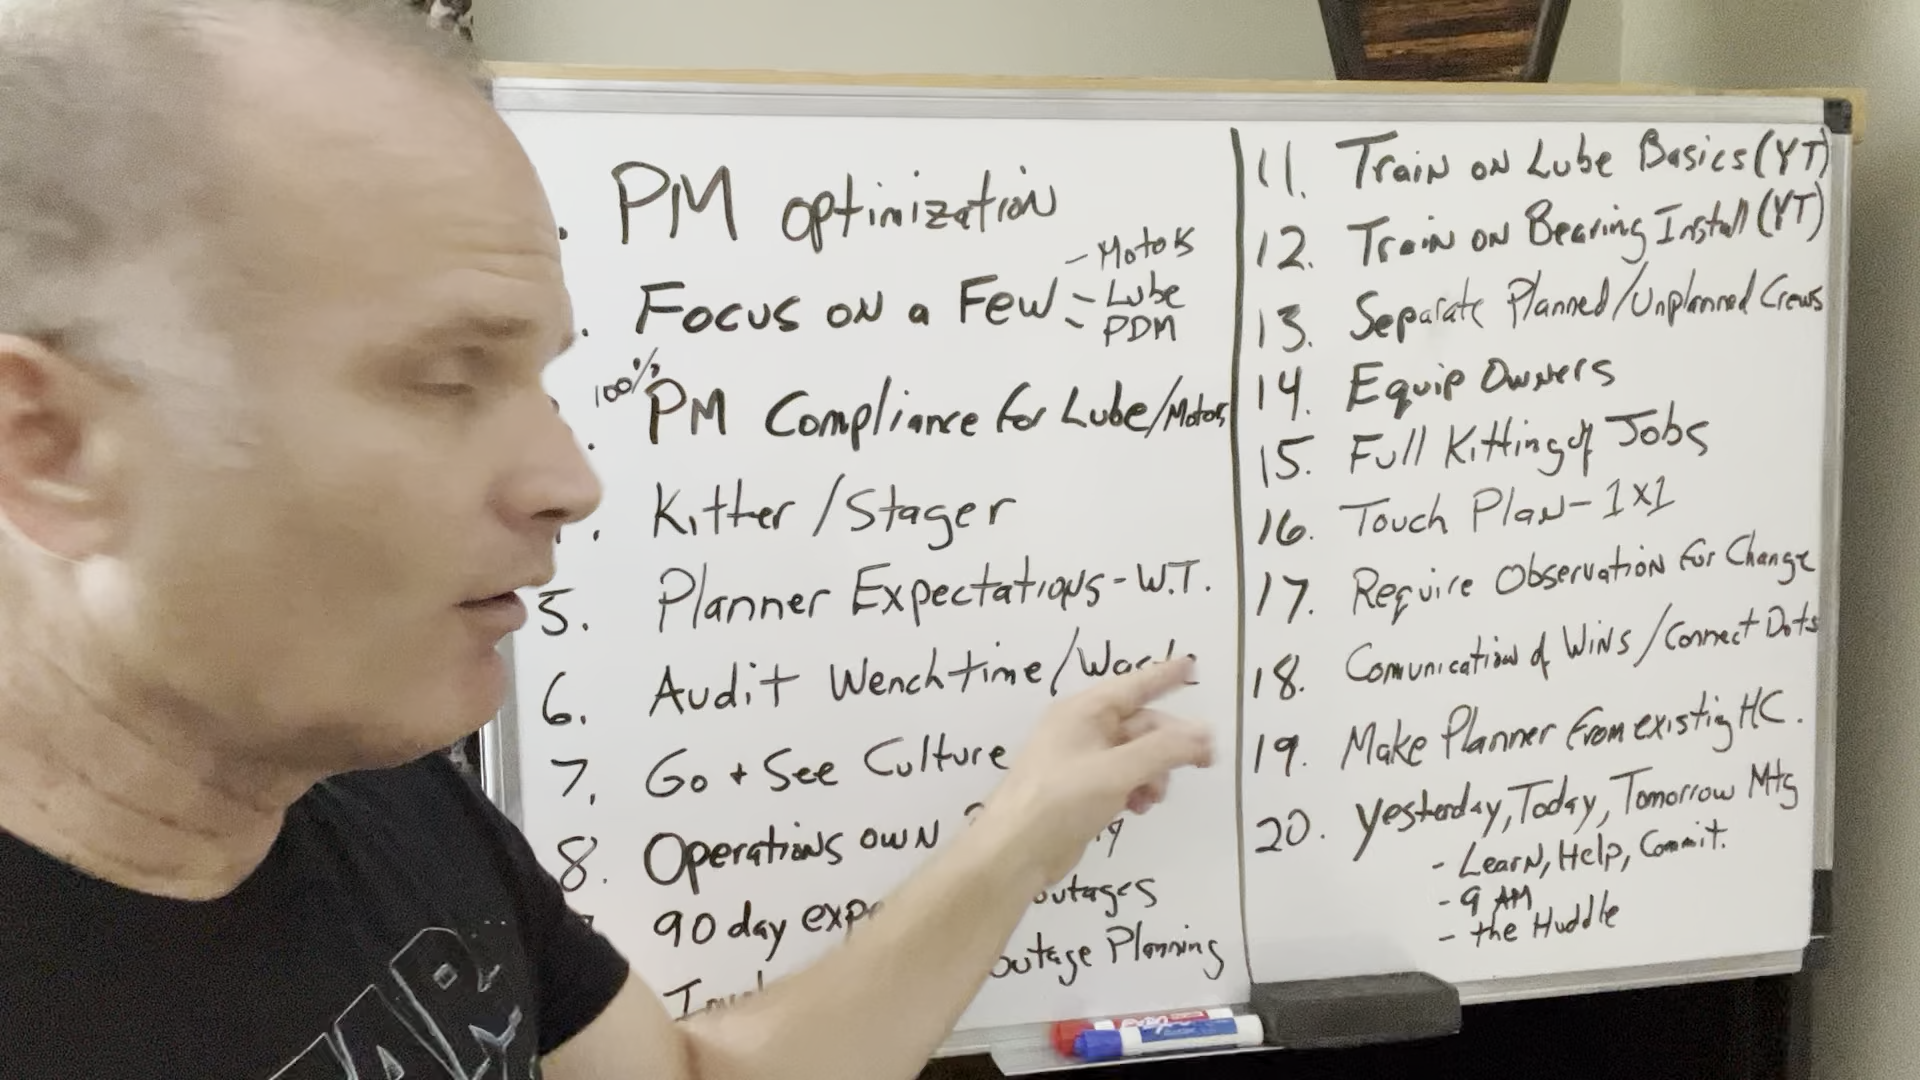 PM Optimization
Focus on a Few - Motors
- Lube
- PDM
100%
PM Compliance for Lube/Motors
Kitter/Stager
5. Planner Expectations - W.T.
6. Audit Wenchtime/Waste
7. Go + See Culture
8. Operations own
90 day outages
outage Planning
11. Train on Lube Basics (YT)
12. Train on Bearing Install (YT)
13. Separate Planned/Unplanned Crews
14. Equip Owners
15. Full Kitting of Jobs
16. Touch Plan - 1x1
17. Require Observation for Change
18. Comunication of Wins/Connect Dots
19. Make Planner from existing HC.
20. Yesterday, Today, Tomorrow Mtg
- Learn, Help, Commit.
- 9 AM
- the Huddle